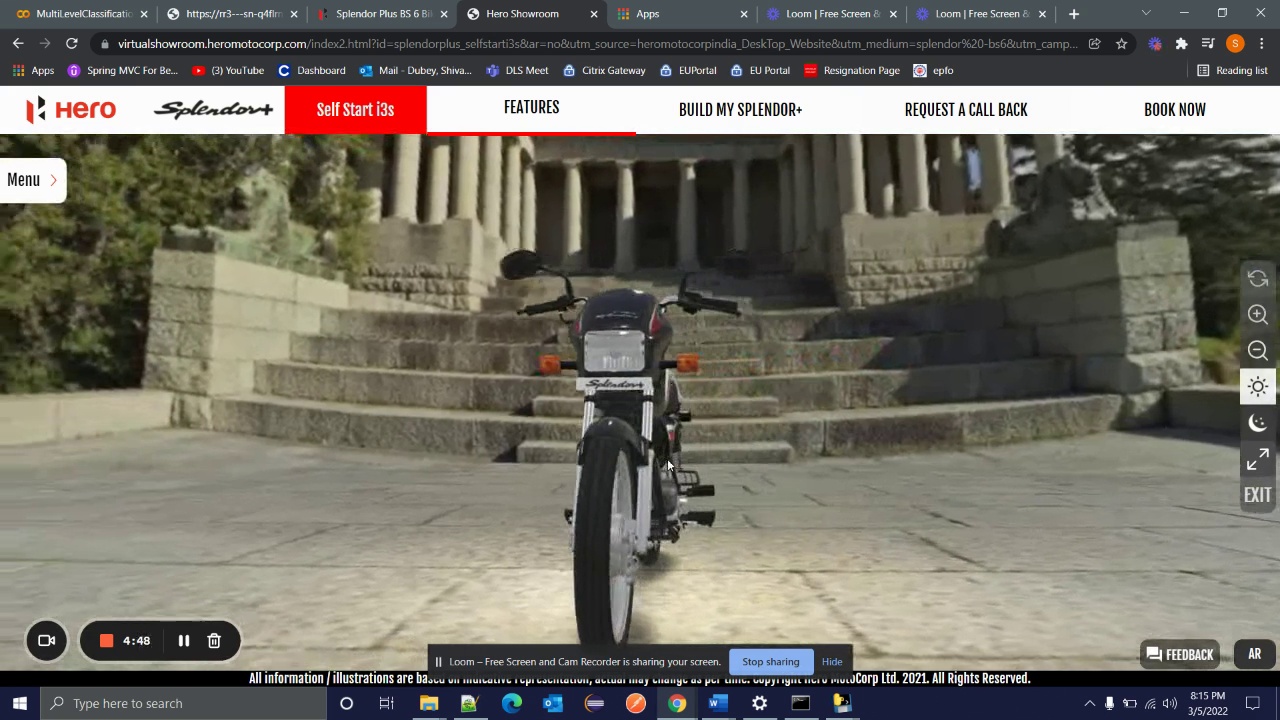 MultiLevelClassificatio
https://rr3---sn-q4flrn
Splendor Plus BS 6 Bi
Hero Showroom
Apps
Loom | Free Screen &
Loom | Free Screen &
virtualshowroom.heromotocorp.com/index2.html?id=splendorplus_selfstarti3s&at=no&utm_source=heromotocorpindia_DeskTop_Website&utm_medium=splendor%20-bs6&utm_camp...
S
Apps
Spring MVC For Be...
(3) YouTube
Dashboard
Mail - Dubey, Shiva...
DLS Meet
Citrix Gateway
EUPortal
EU Portal
Resignation Page
epfo
Reading list
Hero
Splendor+
Self Start i3s
FEATURES
BUILD MY SPLENDOR+
REQUEST A CALL BACK
BOOK NOW
Menu
Splendor+
EXIT
4:48
Loom – Free Screen and Cam Recorder is sharing your screen.
Stop sharing
Hide
FEEDBACK
AR
All information / illustrations are based on indicative representation, actual may change as per time. Copyright Hero MotoCorp Ltd. 2021. All Rights Reserved.
Type here to search
8:15 PM
3/5/2022